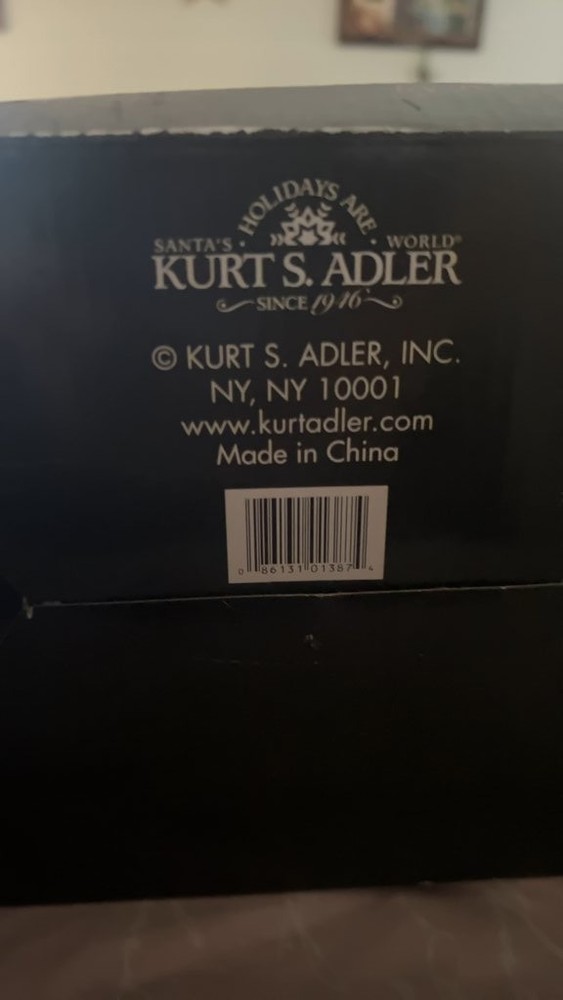 HOLIDAYS ARE
SANTA'S · WORLD®
KURT S. ADLER
SINCE 1946
© KURT S. ADLER, INC.
NY, NY 10001
www.kurtadler.com
Made in China
0 86131 01387 4